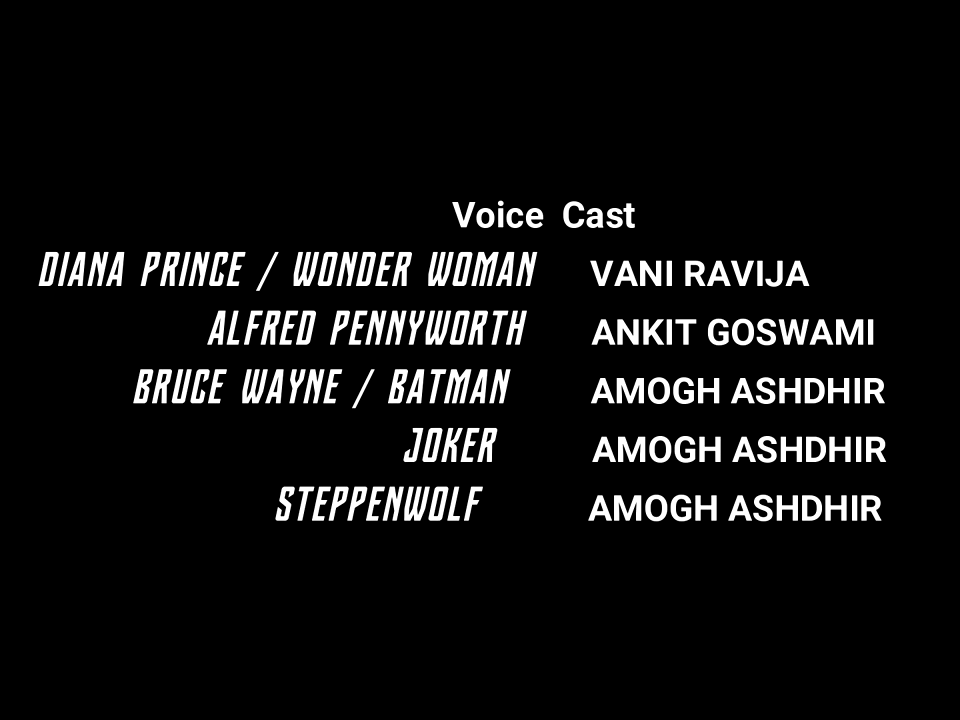 Voice Cast
DIANA PRINCE / WONDER WOMAN VANI RAVIJA
ALFRED PENNYWORTH ANKIT GOSWAMI
BRUCE WAYNE / BATMAN AMOGH ASHDHIR
JOKER AMOGH ASHDHIR
STEPPENWOLF AMOGH ASHDHIR